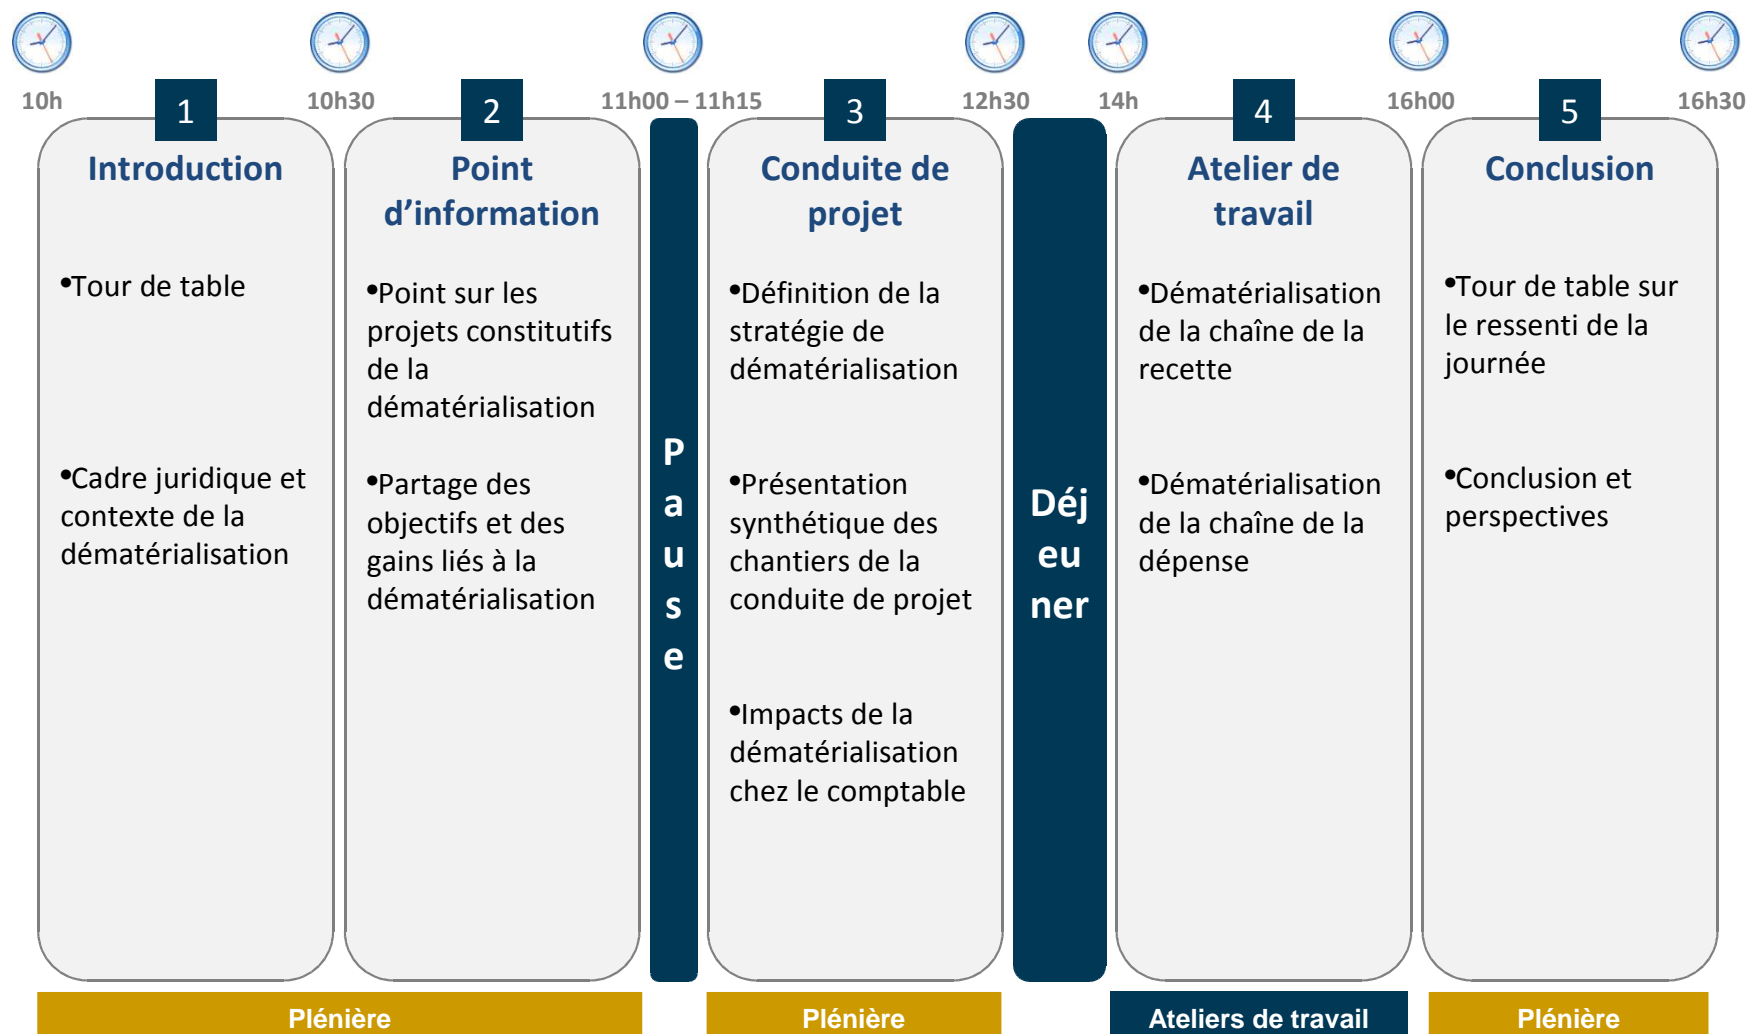 10h
10h30
11h00 – 11h15
12h30
14h
16h00
16h30
1
Introduction
•Tour de table
•Cadre juridique et
contexte de la
dématérialisation
2
Point
d’information
•Point sur les
projets constitutifs
de la
dématérialisation
•Partage des
objectifs et des
gains liés à la
dématérialisation
P
a
u
s
e
3
Conduite de
projet
•Définition de la
stratégie de
dématérialisation
•Présentation
synthétique des
chantiers de la
conduite de projet
•Impacts de la
dématérialisation
chez le comptable
Déj
eu
ner
4
Atelier de
travail
•Dématérialisation
de la chaîne de la
recette
•Dématérialisation
de la chaîne de la
dépense
5
Conclusion
•Tour de table sur
le ressenti de la
journée
•Conclusion et
perspectives
Plénière
Plénière
Ateliers de travail
Plénière